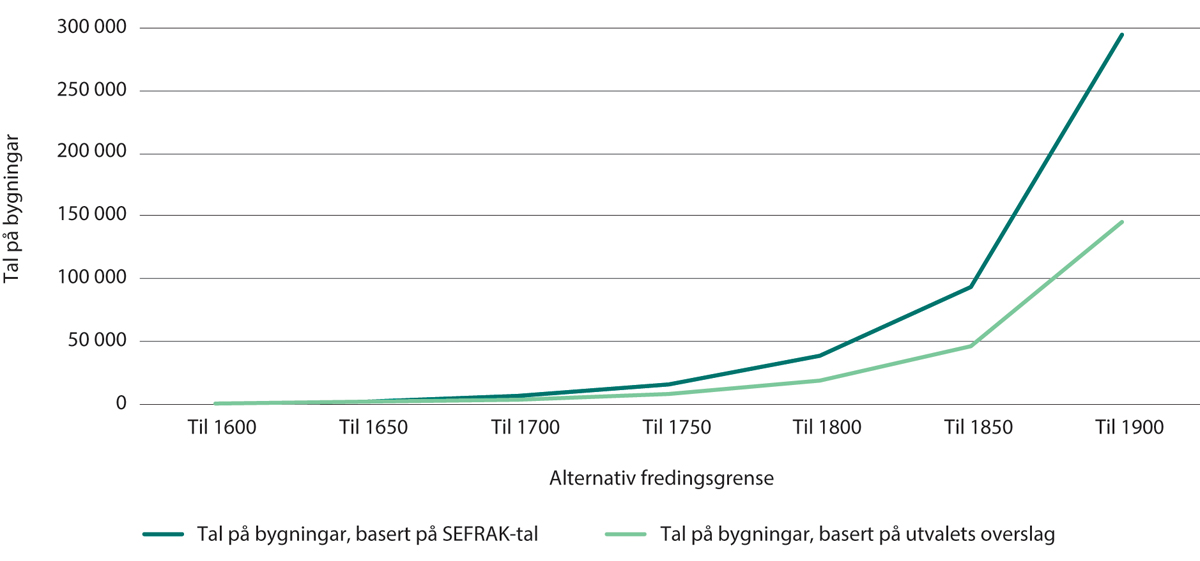 300 000
250 000
200 000
150 000
100 000
50 000
0
Tal på bygningar
Til 1600 Til 1650 Til 1700 Til 1750 Til 1800 Til 1850 Til 1900
Alternativ fredingsgrense
Tal på bygningar, basert på SEFRAK-tal Tal på bygningar, basert på utvalets overslag